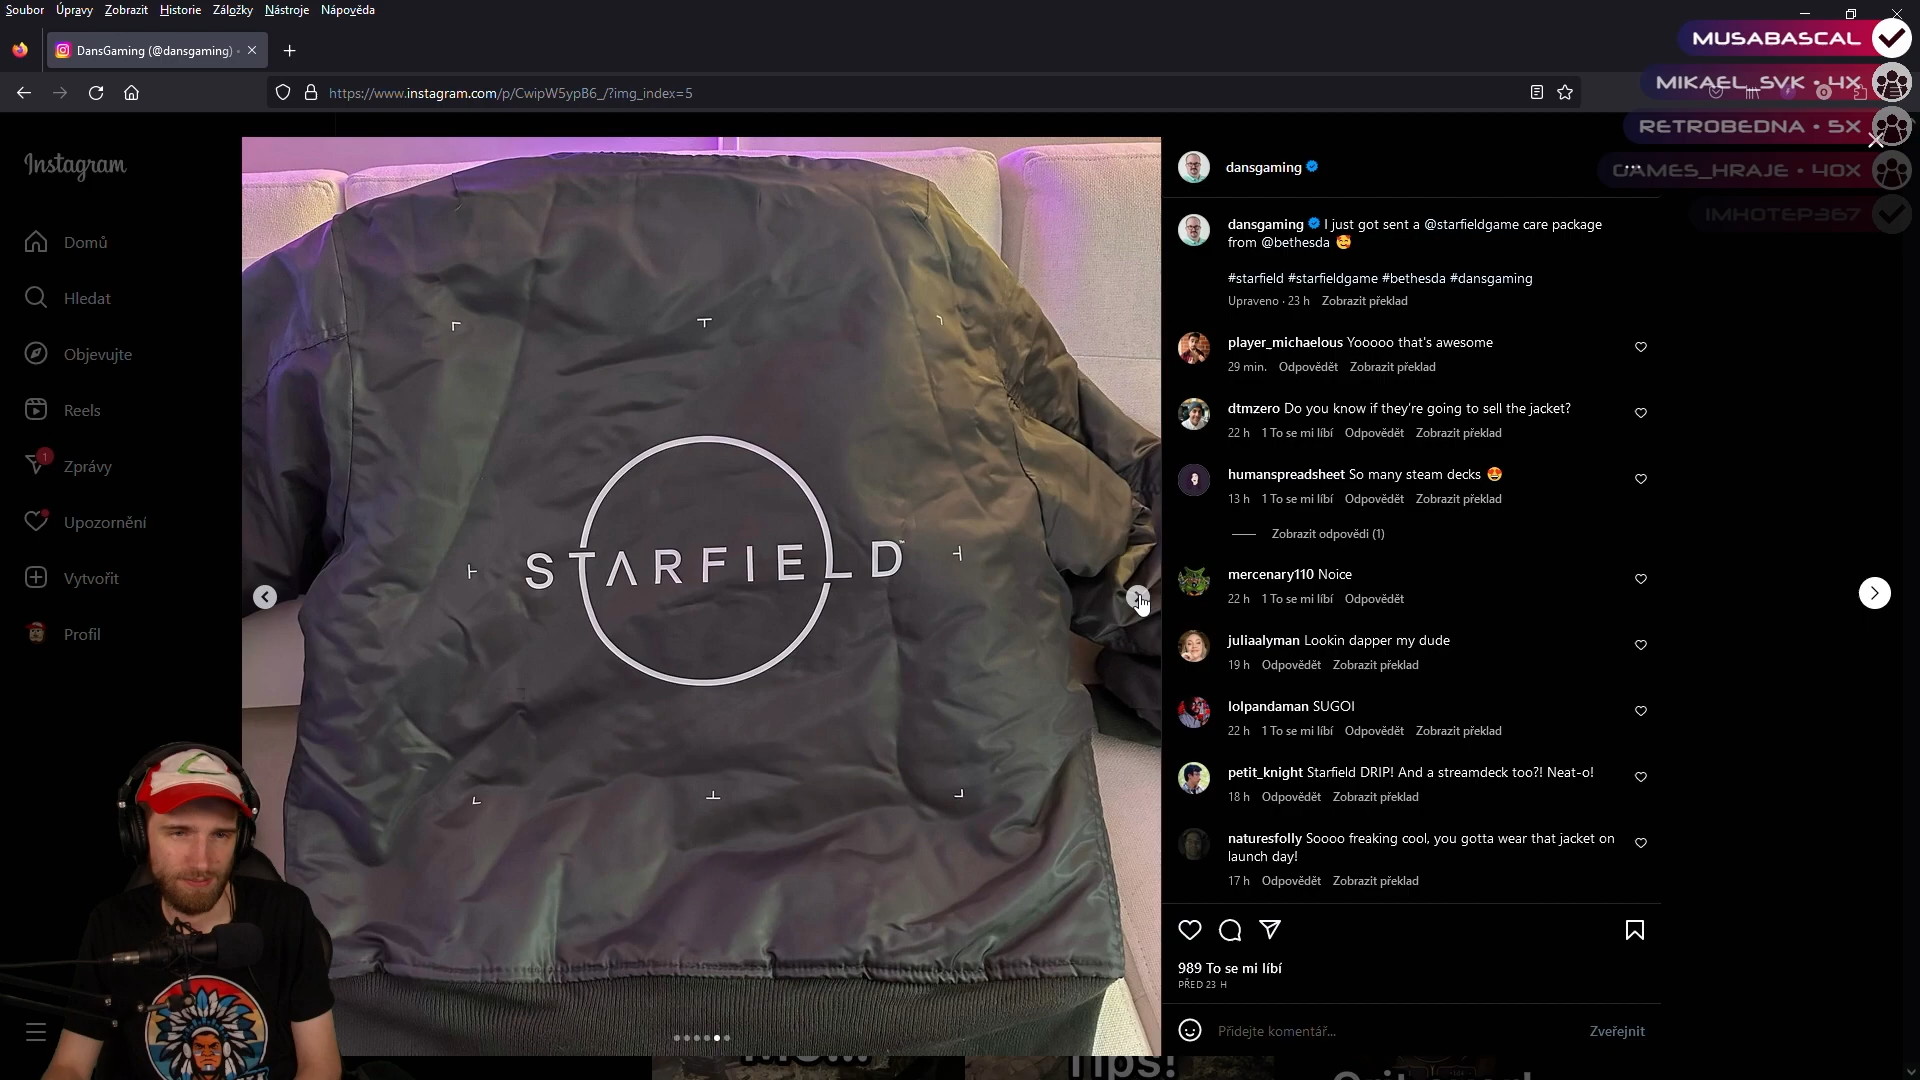 Soubor Úpravy Zobrazit Historie Záložky Nástroje Nápověda
DansGaming (@dansgaming)
https://www.instagram.com/p/CwipW5ypB6_/?img_index=5
MUSABASCAL
MIKAEL_SVK • 4X
RETROBEDNA • 5X
GAMES_HRAJE • 40X
IMHOTEP367
Instagram
Domů
Hledat
Objevujte
Reels
1
Zprávy
Upozornění
Vytvořit
Profil
STARFIELD™
dansgaming
dansgaming I just got sent a @starfieldgame care package
from @bethesda 🥰
#starfield #starfieldgame #bethesda #dansgaming
Upraveno · 23 h Zobrazit překlad
player_michaelous Yooooo that's awesome
29 min. Odpovědět Zobrazit překlad
dtmzero Do you know if they’re going to sell the jacket?
22 h 1 To se mi líbí Odpovědět Zobrazit překlad
humanspreadsheet So many steam decks 🤩
13 h 1 To se mi líbí Odpovědět Zobrazit překlad
Zobrazit odpovědi (1)
mercenary110 Noice
22 h 1 To se mi líbí Odpovědět
juliaalyman Lookin dapper my dude
19 h Odpovědět Zobrazit překlad
lolpandaman SUGOI
22 h 1 To se mi líbí Odpovědět Zobrazit překlad
petit_knight Starfield DRIP! And a streamdeck too?! Neat-o!
18 h Odpovědět Zobrazit překlad
naturesfolly Soooo freaking cool, you gotta wear that jacket on
launch day!
17 h Odpovědět Zobrazit překlad
989 To se mi líbí
PŘED 23 H
Přidejte komentář...
Zveřejnit
Tips!